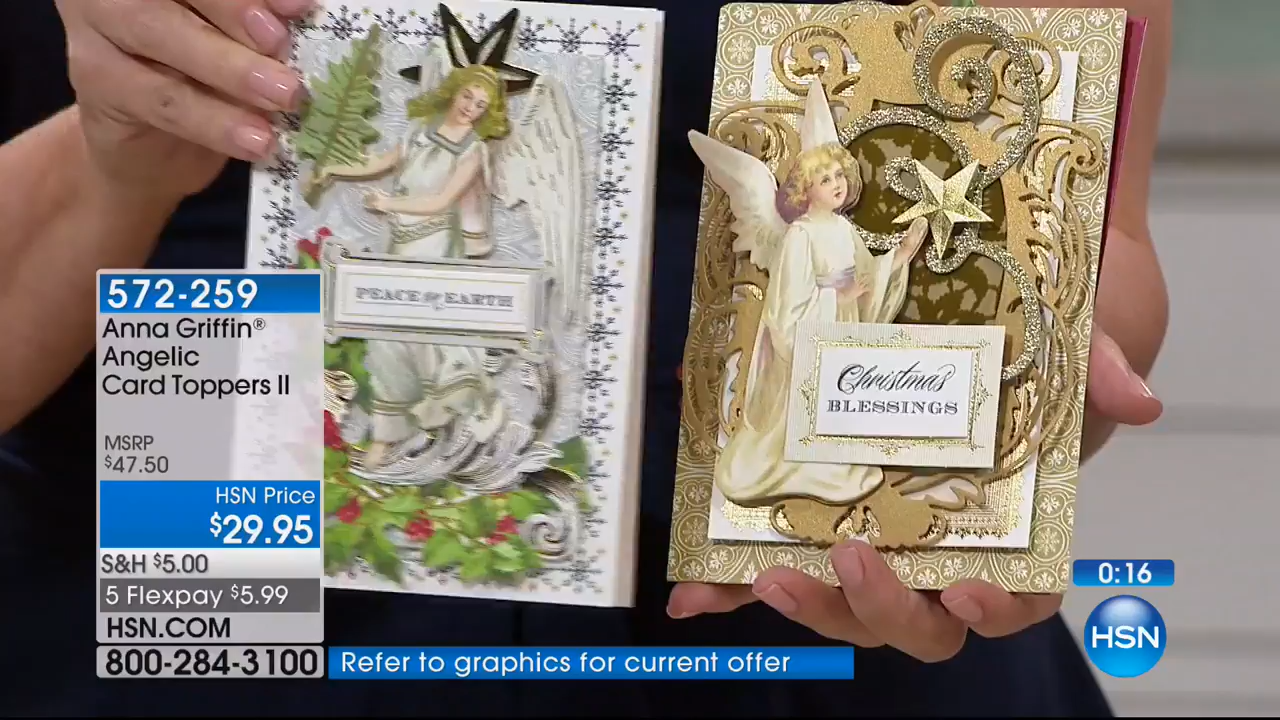 PEACE on EARTH
Christmas
BLESSINGS
572-259
Anna Griffin®
Angelic
Card Toppers II
MSRP
$47.50
HSN Price
$29.95
S&H $5.00
5 Flexpay $5.99
HSN.COM
800-284-3100
Refer to graphics for current offer
0:16
HSN